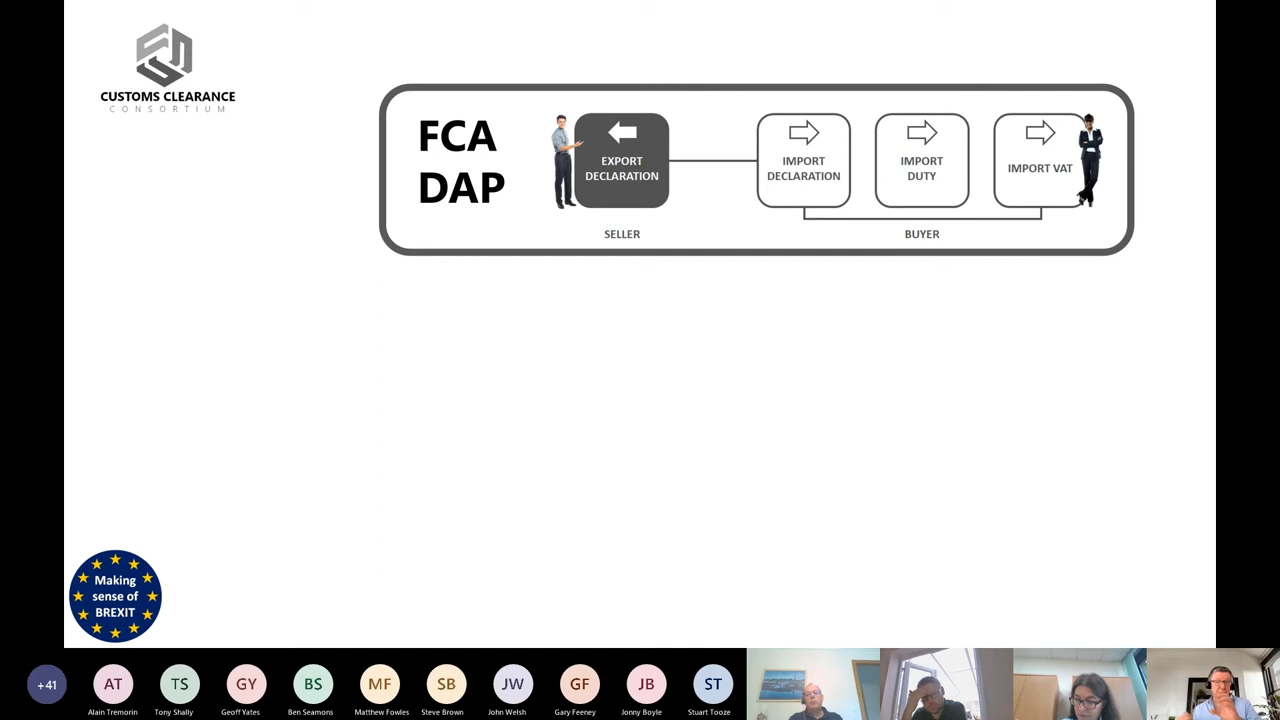 CUSTOMS CLEARANCE
CONSORTIUM
FCA
DAP
EXPORT
DECLARATION
IMPORT
DECLARATION
IMPORT
DUTY
IMPORT VAT
SELLER
BUYER
Making
sense of
BREXIT
+41
AT
TS
GY
BS
MF
SB
JW
GF
JB
ST
Alain Tremorin
Tony Shally
Geoff Yates
Ben Seamons
Matthew Fowles
Steve Brown
John Welsh
Gary Feeney
Jonny Boyle
Stuart Tooze